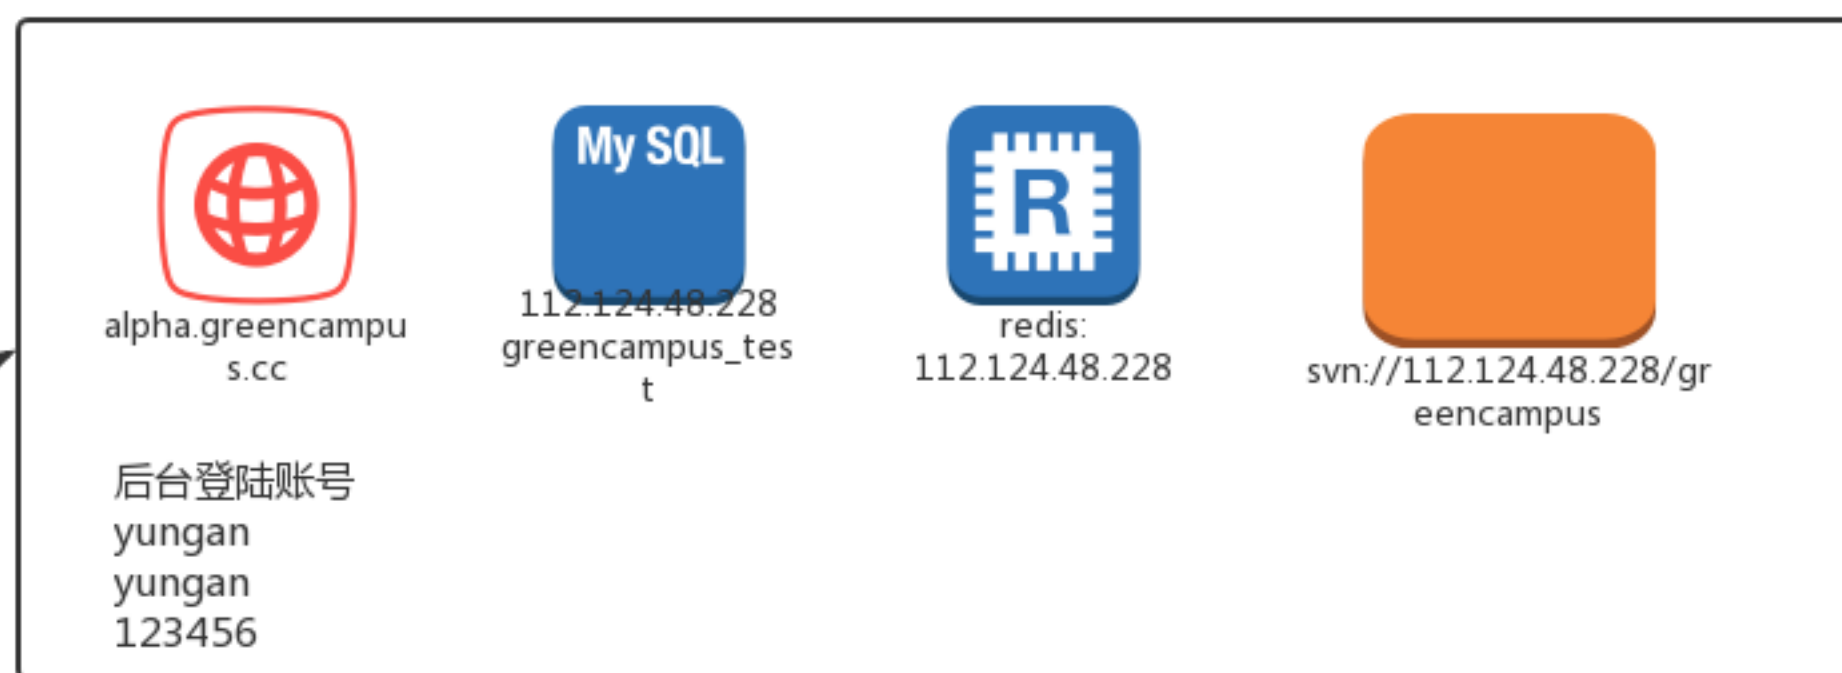 My SQL
R
alpha.greencampu
s.cc
112.124.48.228
greencampus_tes
t
redis:
112.124.48.228
svn://112.124.48.228/gr
eencampus
后台登陆账号
yungan
yungan
123456